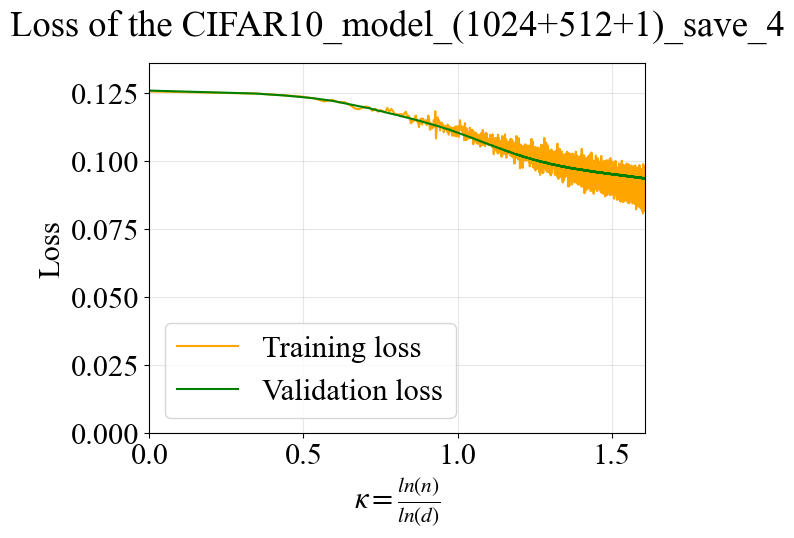 Loss of the CIFAR10_model_(1024+512+1)_save_4
0.125
0.100
0.075
0.050
0.025
0.000
Loss
Training loss
Validation loss
0.0 0.5 1.0 1.5
κ = ln(n)/ln(d)